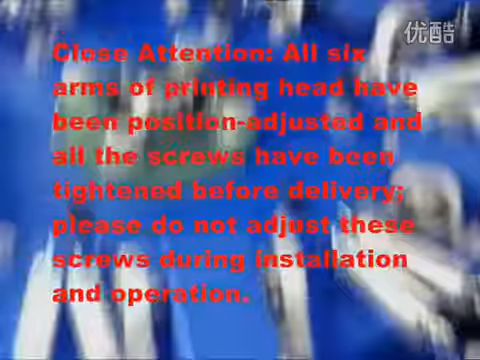 优酷
Close Attention: All six
arms of printing head have
been position-adjusted and
all the screws have been
tightened before delivery;
please do not adjust these
screws during installation
and operation.